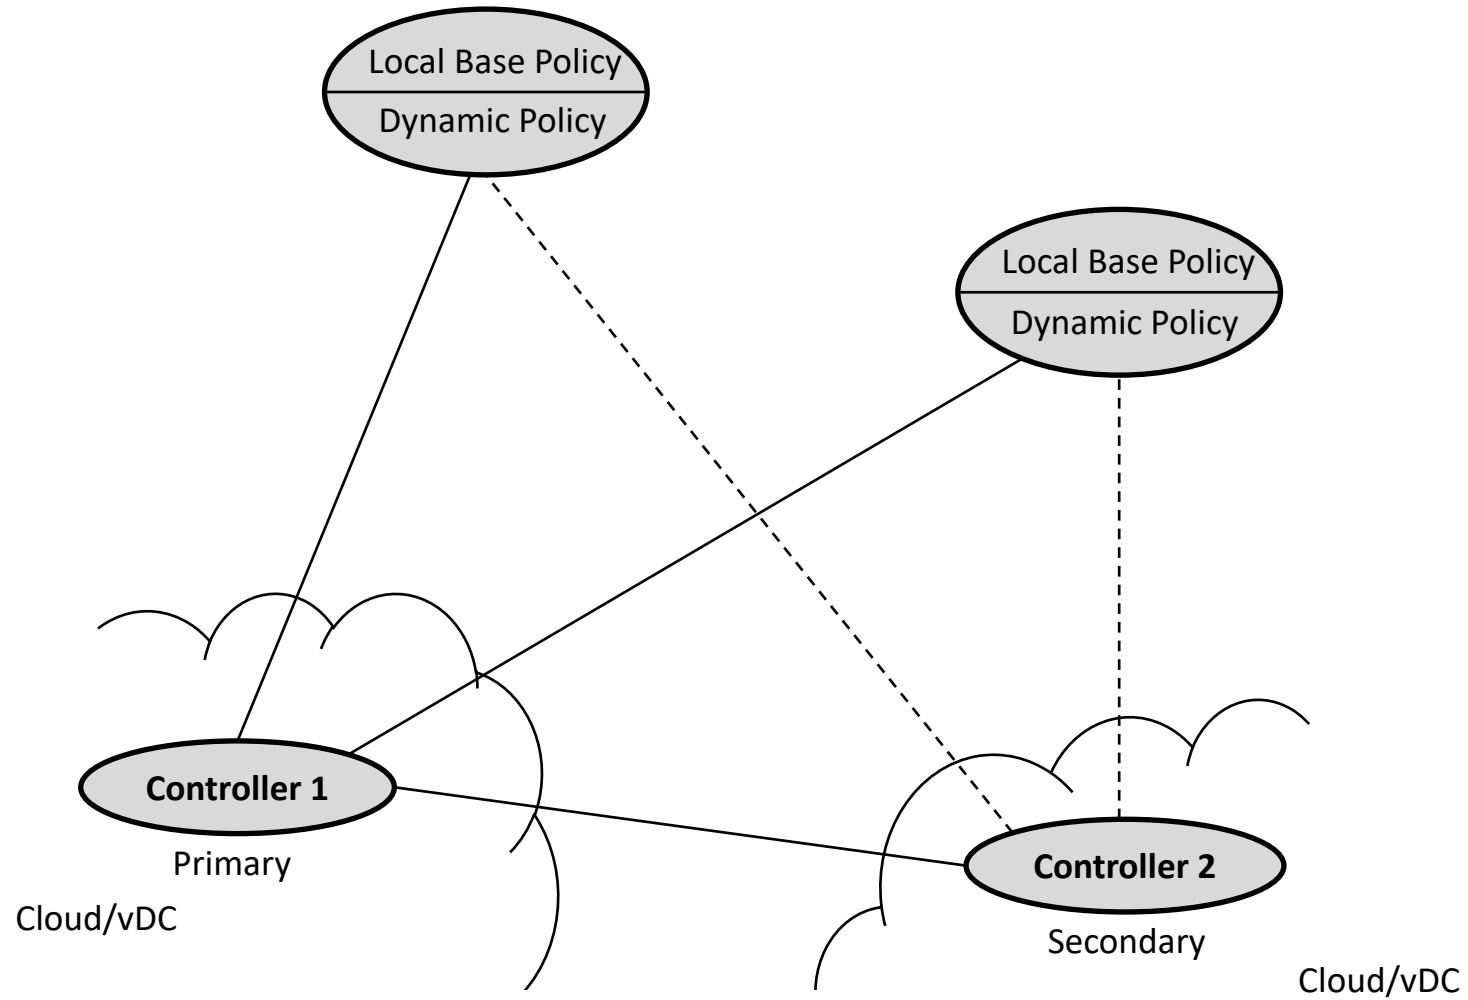 Local Base Policy
Dynamic Policy
Local Base Policy
Dynamic Policy
Controller 1
Primary
Cloud/vDC
Controller 2
Secondary
Cloud/vDC